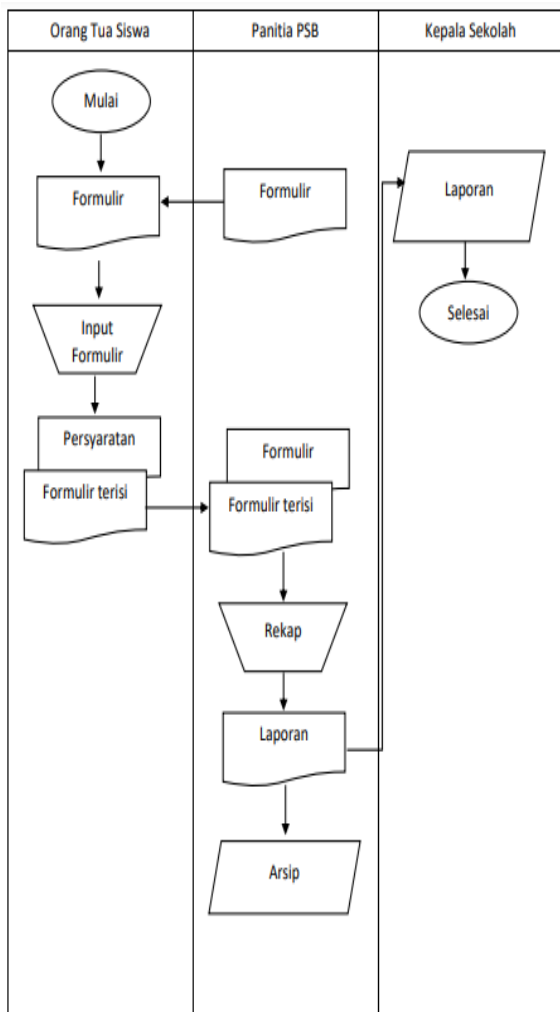 Orang Tua Siswa
Panitia PSB
Kepala Sekolah
Mulai
Formulir
Formulir
Laporan
Input
Formulir
Selesai
Persyaratan
Formulir terisi
Formulir
Formulir terisi
Rekap
Laporan
Arsip